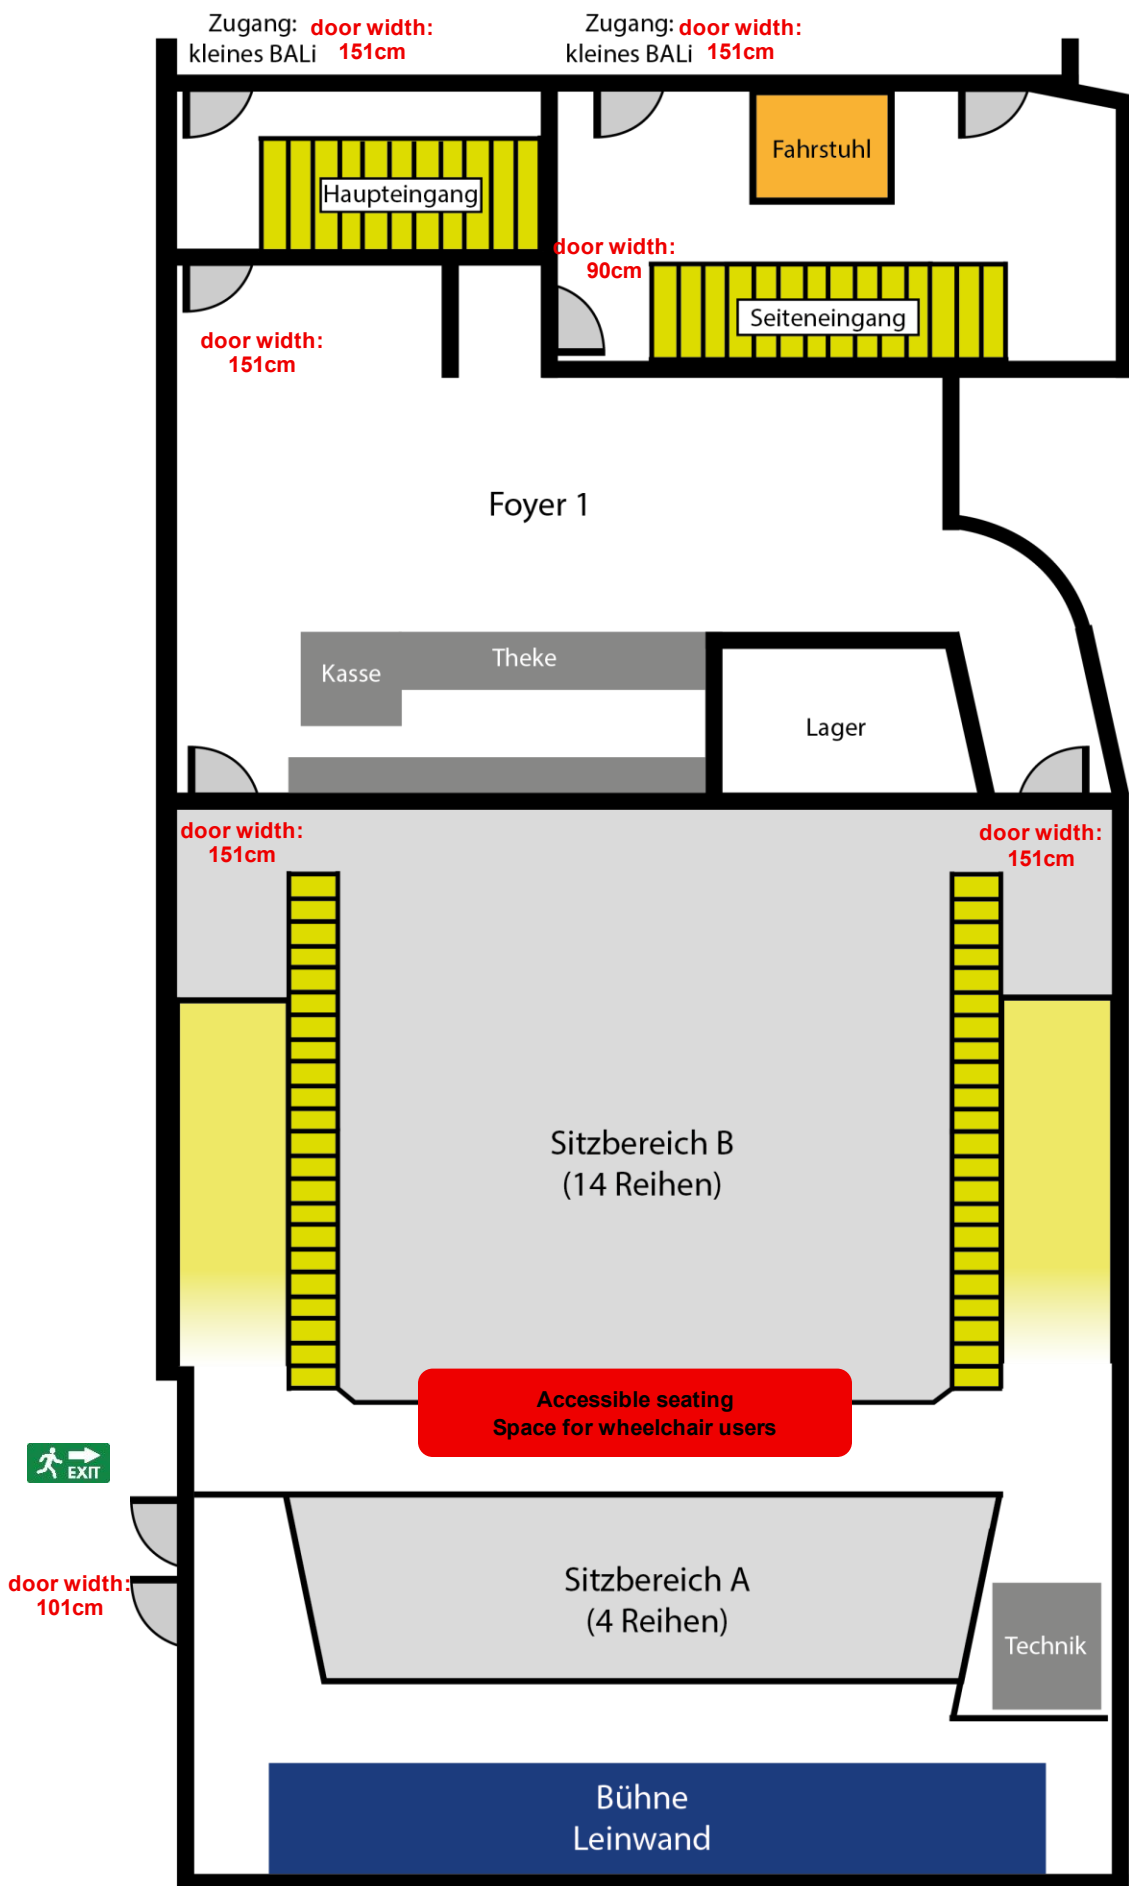 Zugang:
kleines BALi
door width:
151cm
Zugang:
kleines BALi
door width:
151cm
Fahrstuhl
Haupteingang
door width:
90cm
Seiteneingang
door width:
151cm
Foyer 1
Kasse
Theke
Lager
door width:
151cm
door width:
151cm
Sitzbereich B
(14 Reihen)
Accessible seating
Space for wheelchair users
EXIT
door width:
101cm
Sitzbereich A
(4 Reihen)
Technik
Bühne
Leinwand